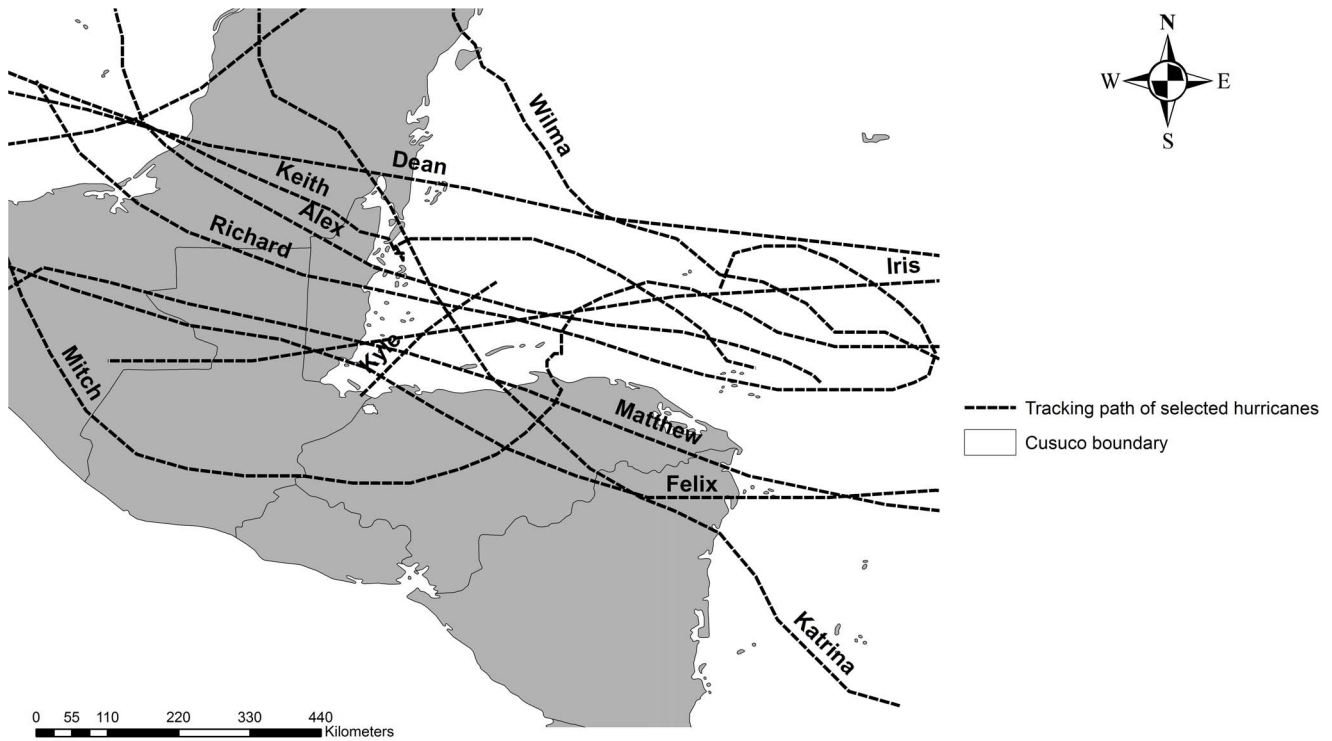 N
W E
S
Wilma
Dean
Keith
Alex
Richard
Iris
Kyle
Mitch
Matthew
Felix
Katrina
Tracking path of selected hurricanes
Cusuco boundary
0 55 110 220 330 440
Kilometers